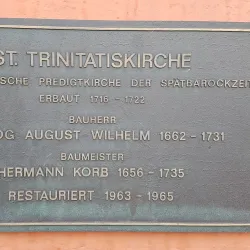 ST. TRINITATISKIRCHE
ISCHE PREDIGTKIRCHE DER SPÄTBAROCKZEIT
ERBAUT 1716 - 1722
BAUHERR
OG AUGUST WILHELM 1662 - 1731
BAUMEISTER
HERMANN KORB 1656 - 1735
RESTAURIERT 1963 - 1965